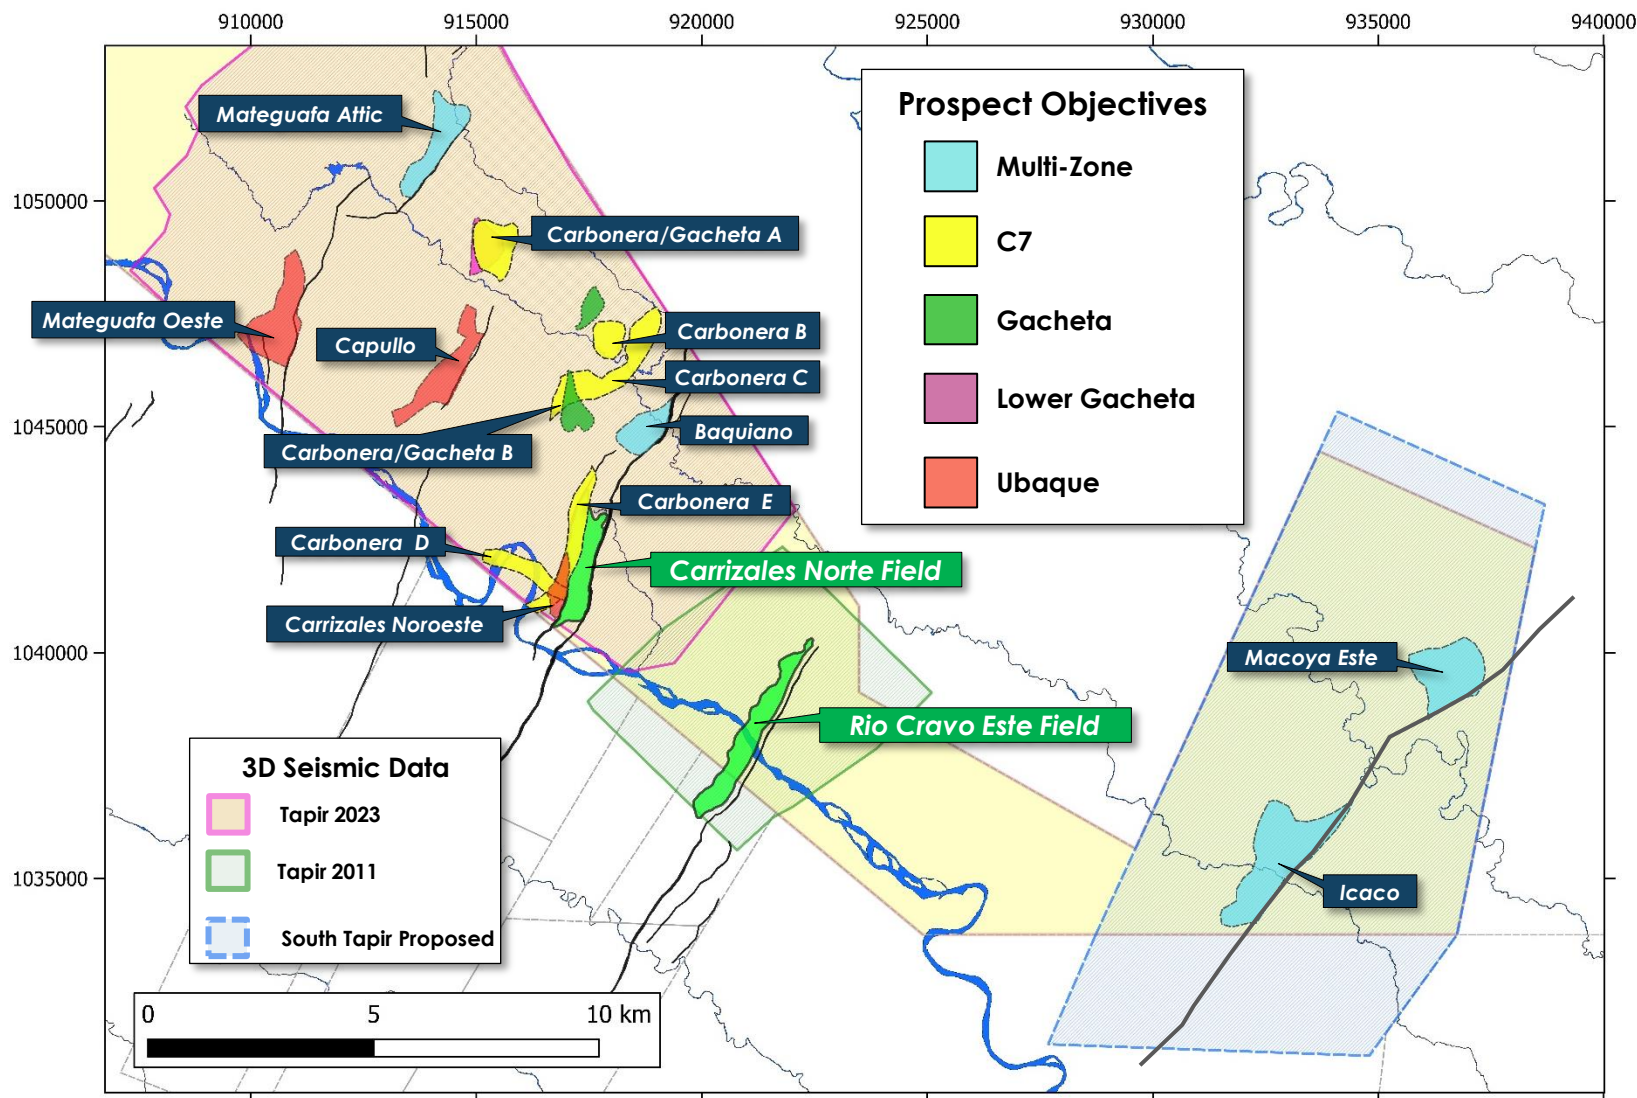 910000
915000
920000
925000
930000
935000
940000
1050000
1045000
1040000
1035000
Prospect Objectives
Multi-Zone
C7
Gacheta
Lower Gacheta
Ubaque
Mateguafa Attic
Carbonera/Gacheta A
Mateguafa Oeste
Capullo
Carbonera B
Carbonera C
Baquiano
Carbonera/Gacheta B
Carbonera E
Carbonera D
Carrizales Norte Field
Carrizales Noroeste
Macoya Este
Rio Cravo Este Field
Icaco
3D Seismic Data
Tapir 2023
Tapir 2011
South Tapir Proposed
0 5 10 km